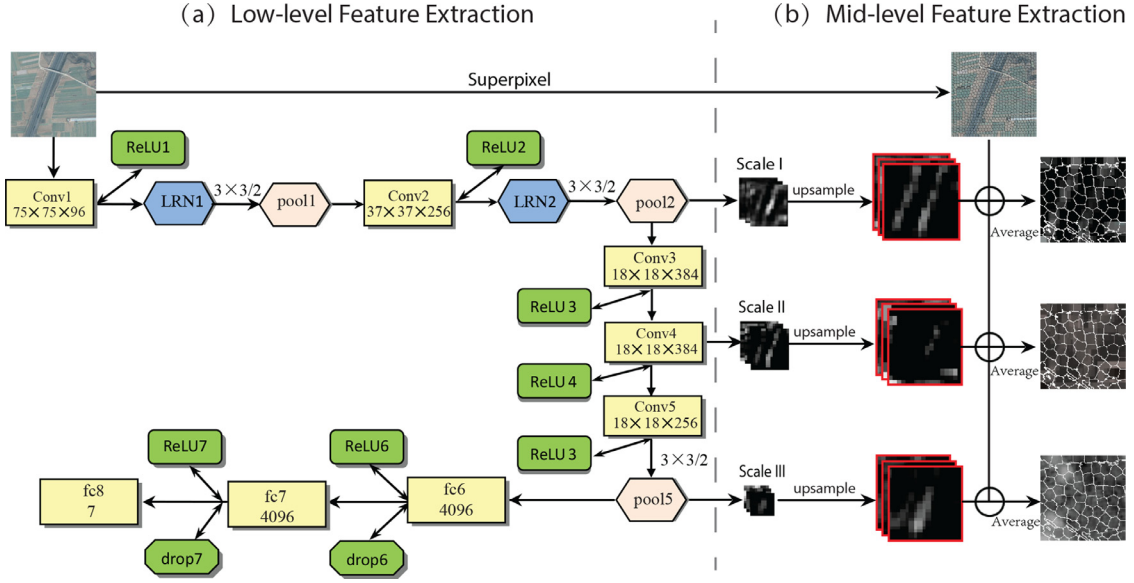 (a) Low-level Feature Extraction
(b) Mid-level Feature Extraction
Superpixel
ReLU1
ReLU2
Conv1
75×75×96
LRN1
3×3/2
pool1
Conv2
37×37×256
LRN2
3×3/2
pool2
Scale I
upsample
Average
Conv3
18×18×384
ReLU 3
Conv4
18×18×384
Scale II
upsample
Average
ReLU 4
Conv5
18×18×256
ReLU 3
3×3/2
pool5
Scale III
upsample
Average
ReLU7
ReLU6
fc8
7
fc7
4096
fc6
4096
drop7
drop6